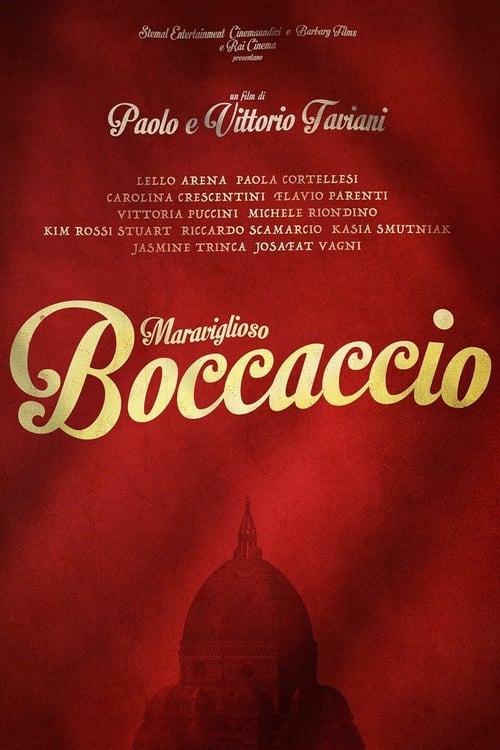 Stemal Entertainment Cinemaundici e Barbary Films
e Rai Cinema
presentano
un film di
Paolo e Vittorio Taviani
LELLO ARENA PAOLA CORTELLESI
CAROLINA CRESCENTINI FLAVIO PARENTI
VITTORIA PUCCINI MICHELE RIONDINO
KIM ROSSI STUART RICCARDO SCAMARCIO KASIA SMUTNIAK
JASMINE TRINCA JOSAFAT VAGNI
Maraviglioso
Boccaccio